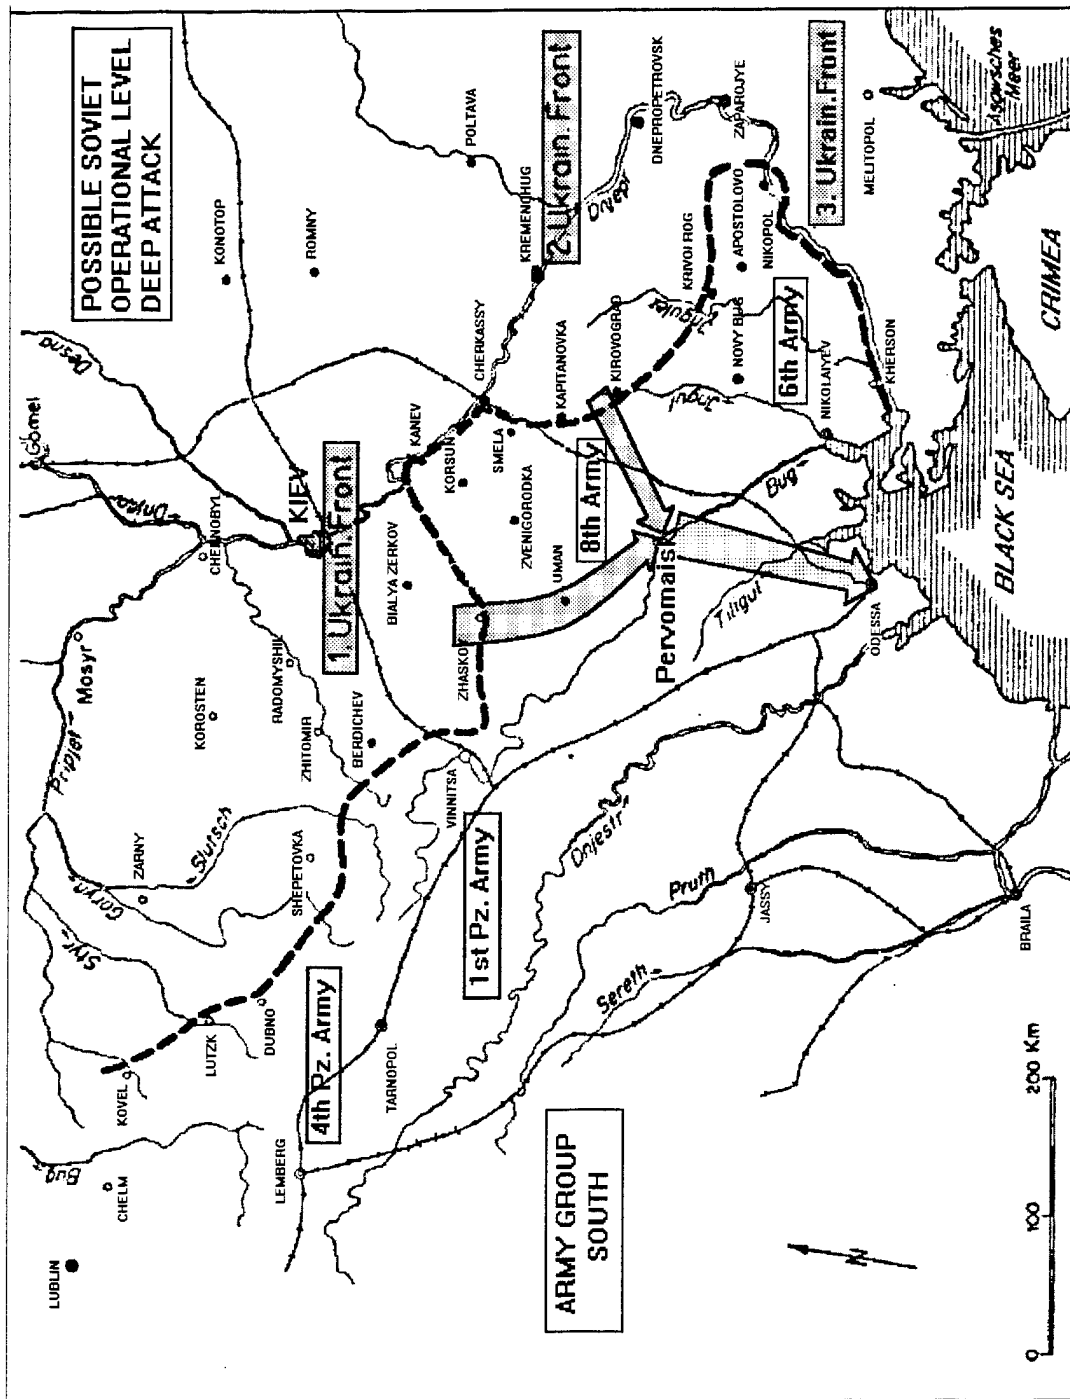 POSSIBLE SOVIET
OPERATIONAL LEVEL
DEEP ATTACK
LUBLIN
CHELM
Bug
KOVEL
LUTZK
DUBNO
Styr
Goryn
ZARNY
Slutsch
Pripjet
Mosyr
KOROSTEN
RADOMYSHIL
ZHITOMIR
BERDICHEV
SHEPETOVKA
CHERNOBYL
Dnjepr
Gomel
Desna
KONOTOP
ROMNY
KIEV
1. Ukrain. Front
BIALYA ZERKOV
KANEV
KORSUN
CHERKASSY
SMELA
ZVENIGORODKA
KREMENCHUG
POLTAVA
2. Ukrain. Front
Dnjepr
DNEPROPETROVSK
ZAPAROJYE
LEMBERG
4th Pz. Army
TARNOPOL
1st Pz. Army
VINNITSA
ZHASKO
UMAN
8th Army
KAPITANOVKA
KIROVOGRAD
KRIVOI ROG
Jngulez
APOSTOLOVO
NIKOPOL
NOVY BUG
Jngul
6th Army
3. Ukrain. Front
MELITOPOL
Pervomaisk
Bug
NIKOLAIYEV
KHERSON
Tiligul
ODESSA
Dnjestr
Pruth
Sereth
JASSY
BRAILA
ARMY GROUP
SOUTH
N
BLACK SEA
CRIMEA
Asowsches
Meer
0 100 200 Km